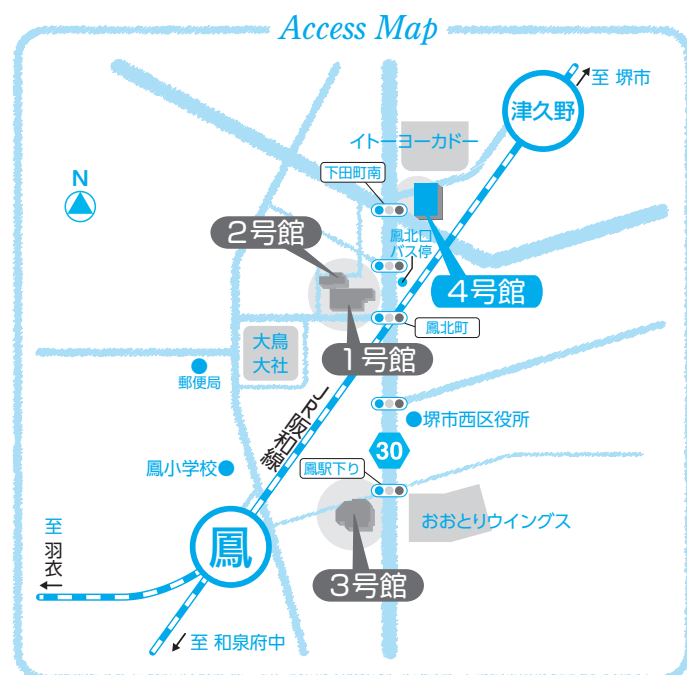 Access Map
至 堺市
津久野
イトーヨーカドー
下田町南
N
2号館
鳳北口
バス停
4号館
鳳北町
1号館
大鳥
大社
郵便局
JR阪和線
堺市西区役所
30
鳳小学校
鳳駅下り
おおとりウイングス
至
羽衣
鳳
3号館
至 和泉府中